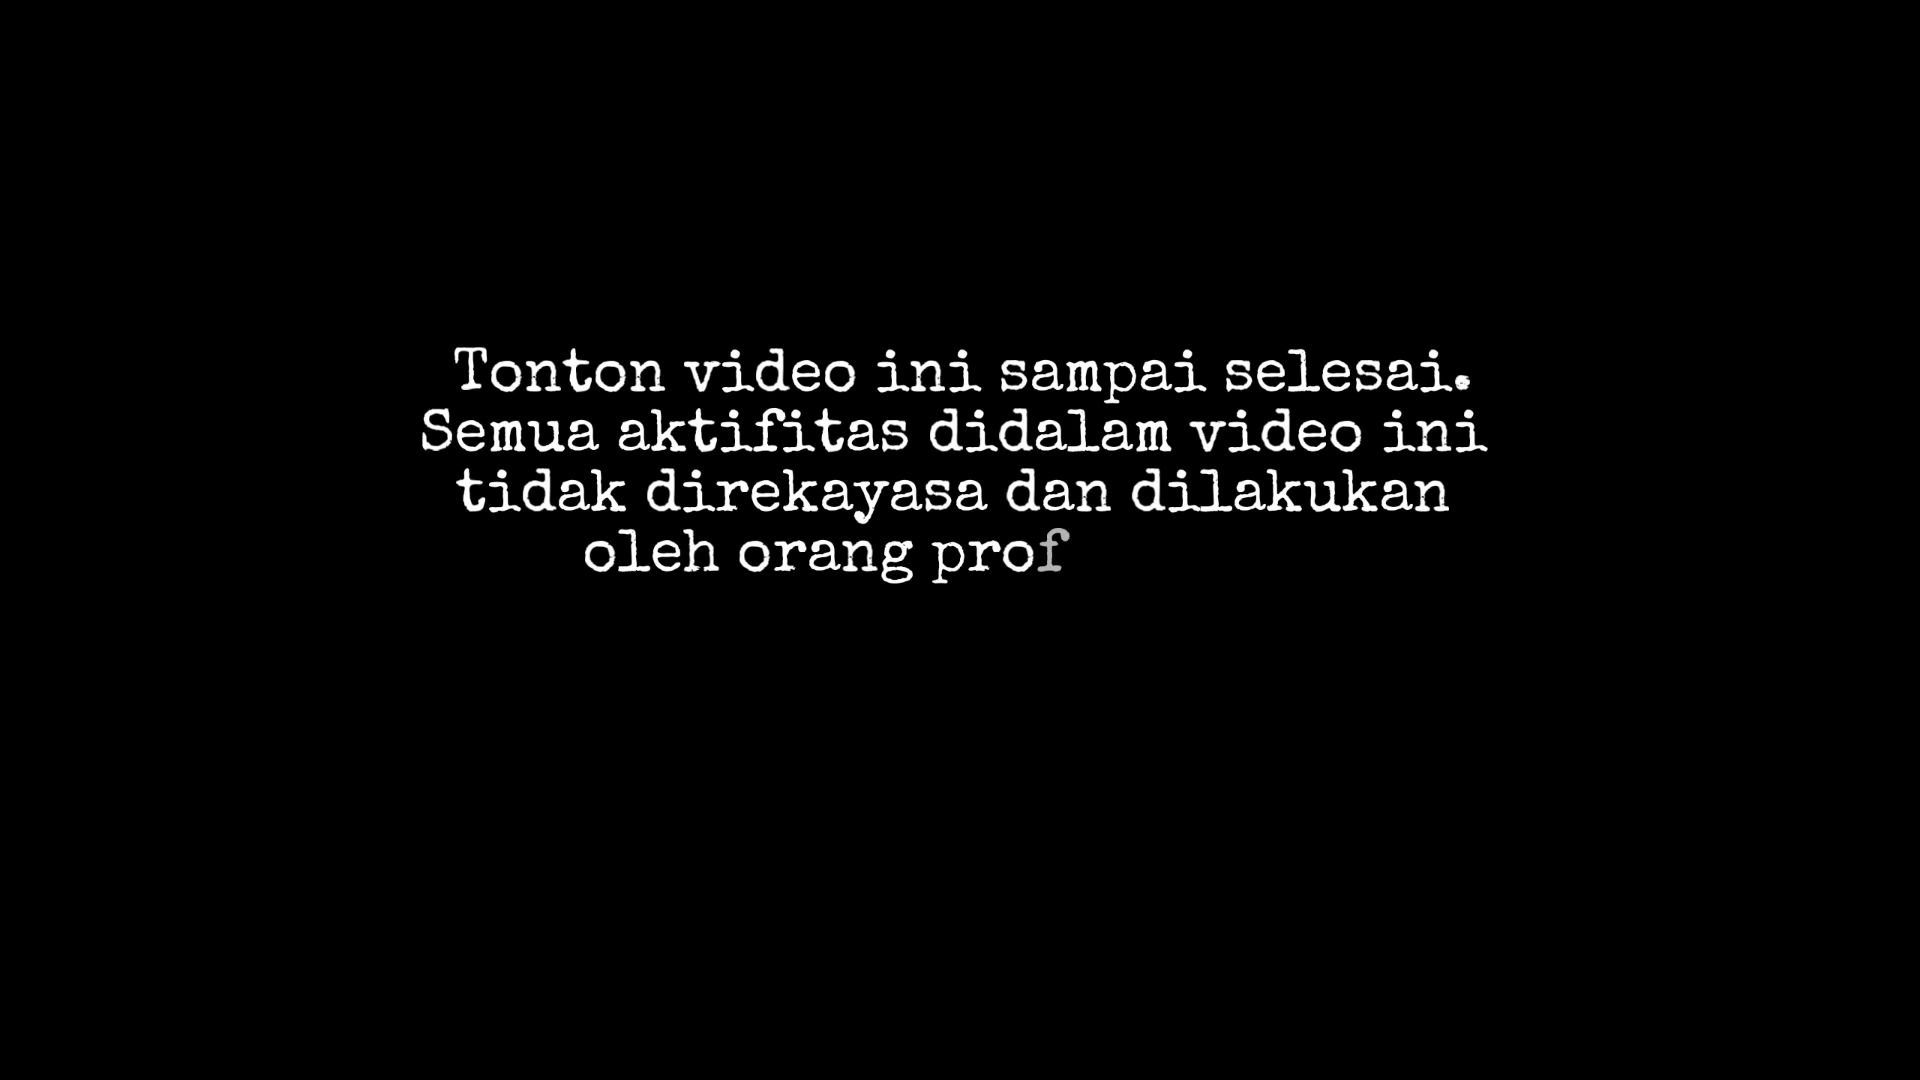 Tonton video ini sampai selesai.
Semua aktifitas didalam video ini
tidak direkayasa dan dilakukan
oleh orang prof